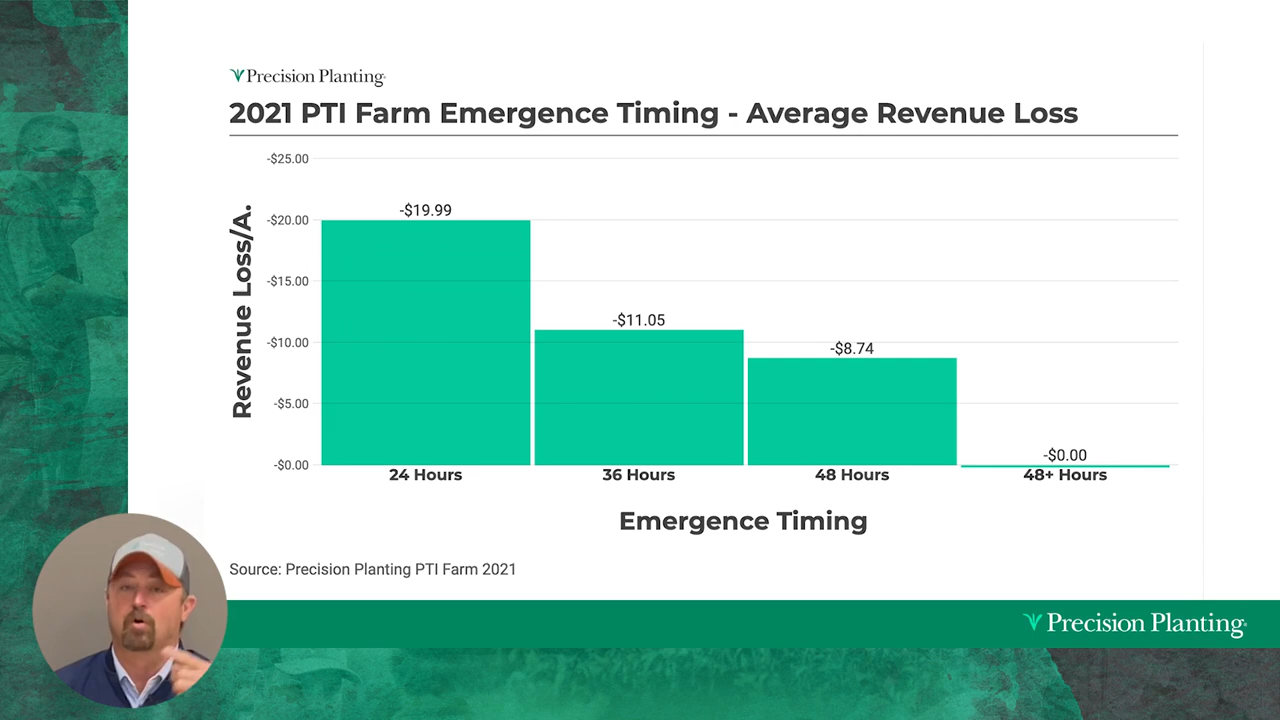 Precision Planting
2021 PTI Farm Emergence Timing - Average Revenue Loss
Revenue Loss/A.
-$25.00
-$20.00
-$15.00
-$10.00
-$5.00
-$0.00
-$19.99
-$11.05
-$8.74
-$0.00
24 Hours
36 Hours
48 Hours
48+ Hours
Emergence Timing
Source: Precision Planting PTI Farm 2021
Precision Planting